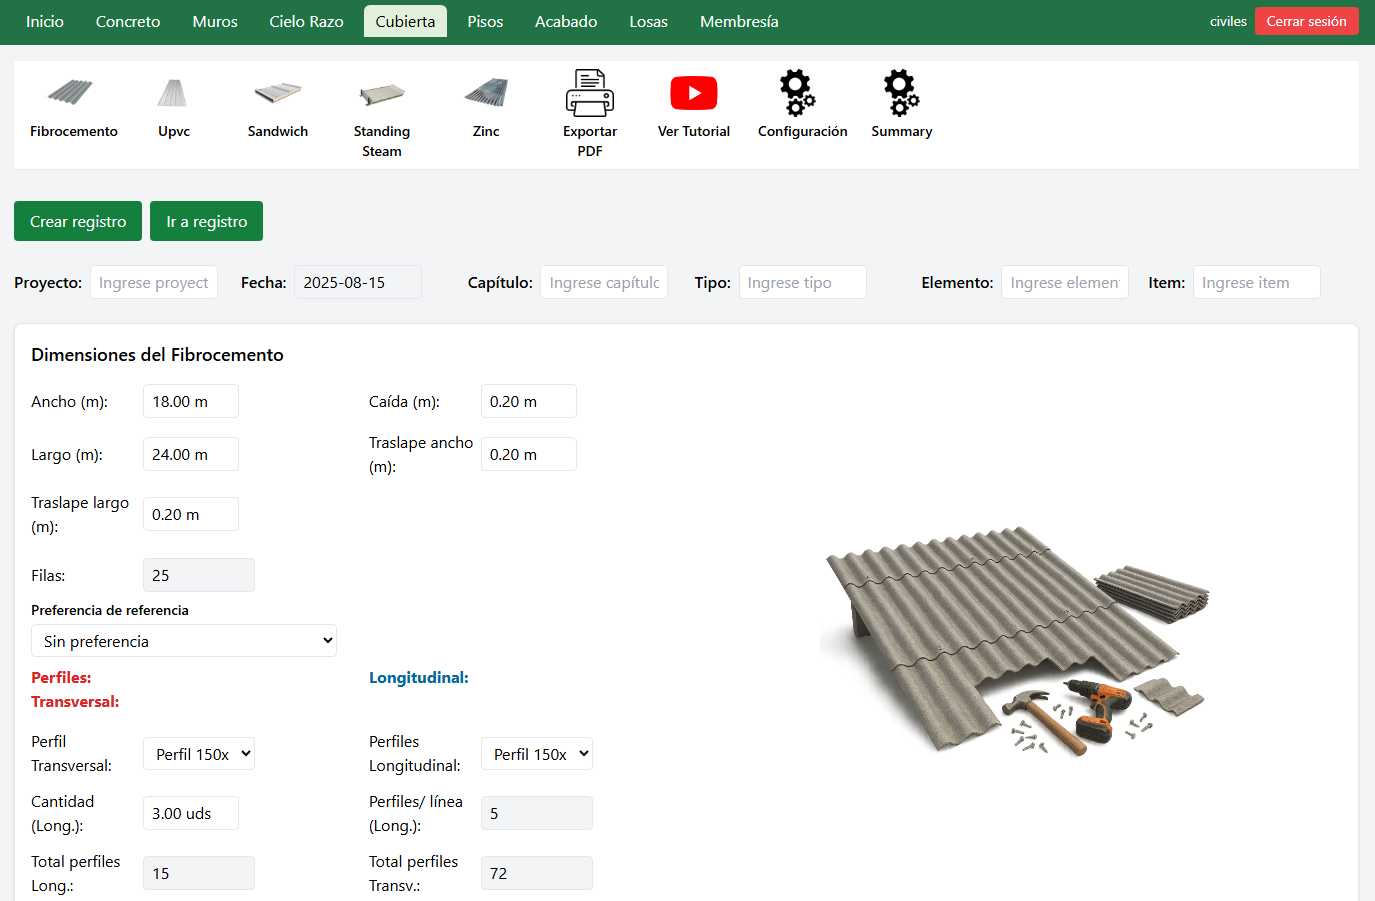 Inicio Concreto Muros Cielo Razo Cubierta Pisos Acabado Losas Membresía civiles Cerrar sesión
Fibrocemento Upvc Sandwich Standing Steam Zinc Exportar PDF Ver Tutorial Configuración Summary
Crear registro Ir a registro
Proyecto: Ingrese proyect Fecha: 2025-08-15 Capítulo: Ingrese capítulo Tipo: Ingrese tipo Elemento: Ingrese elemen Item: Ingrese item
Dimensiones del Fibrocemento
Ancho (m): 18.00 m Caída (m): 0.20 m
Largo (m): 24.00 m Traslape ancho (m): 0.20 m
Traslape largo (m): 0.20 m
Filas: 25
Preferencia de referencia
Sin preferencia
Perfiles: Longitudinal:
Transversal:
Perfil Transversal: Perfil 150x Perfiles Longitudinal: Perfil 150x
Cantidad (Long.): 3.00 uds Perfiles/ línea (Long.): 5
Total perfiles Long.: 15 Total perfiles Transv.: 72